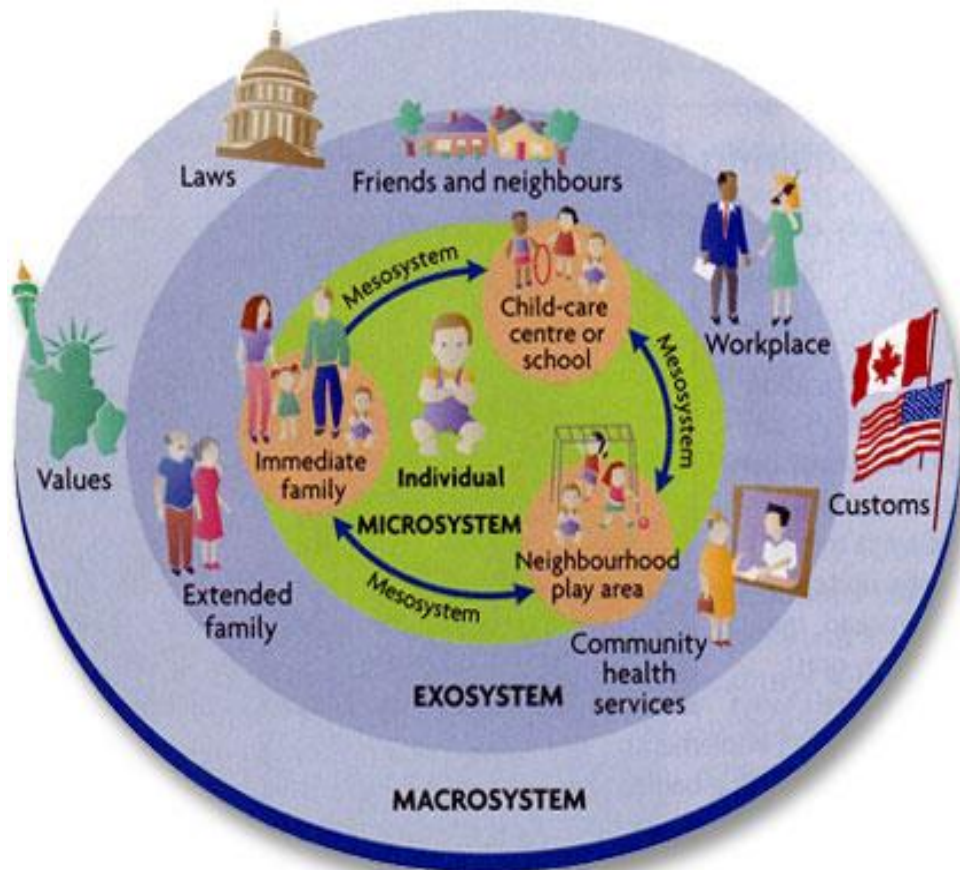 Laws
Friends and neighbours
Mesosystem
Child-care
centre or
school
Workplace
Mesosystem
Values
Immediate
family
Individual
Customs
MICROSYSTEM
Neighbourhood
play area
Mesosystem
Extended
family
Community
health
services
EXOSYSTEM
MACROSYSTEM